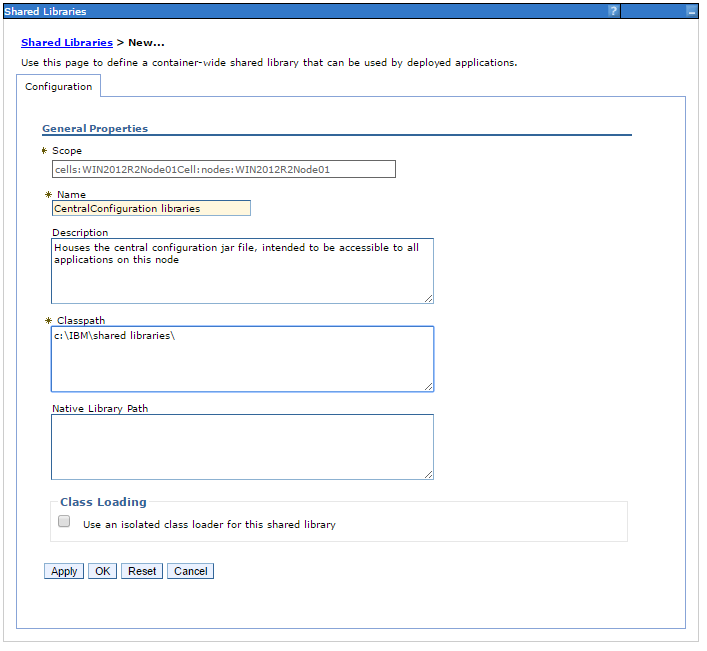 Shared Libraries ? _
Shared Libraries > New...
Use this page to define a container-wide shared library that can be used by deployed applications.
Configuration
General Properties
* Scope
cells:WIN2012R2Node01Cell:nodes:WIN2012R2Node01
* Name
CentralConfiguration libraries
Description
Houses the central configuration jar file, intended to be accessible to all
applications on this node
* Classpath
c:\IBM\shared libraries\
Native Library Path
Class Loading
Use an isolated class loader for this shared library
Apply OK Reset Cancel